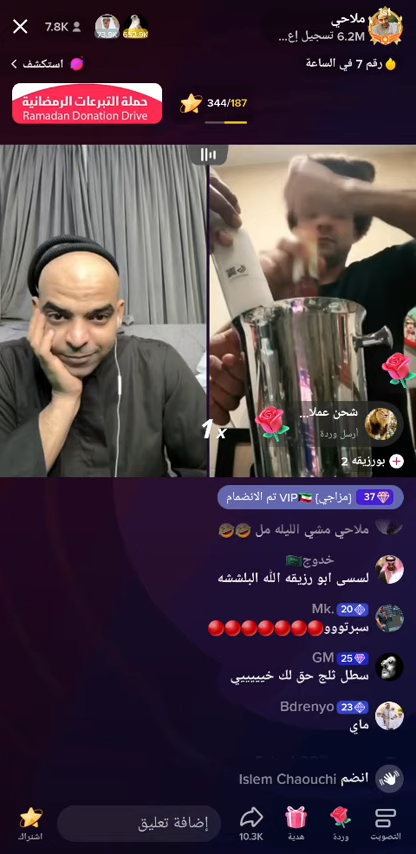 ملاحي
6.2M تسجيل إع...
7.8K
73.9K
652.9K
رقم 7 في الساعة
استكشف
حملة التبرعات الرمضانية
Ramadan Donation Drive
344/187
شحن عملا...
أرسل وردة
1x
بورزيقه 2
37 [مزاجي] VIP🇰🇼 تم الانضمام
ملاحي مشي الليله مل 🤣🤣
خدوج🇸🇦
لسسى ابو رزيقه الله البلششه
Mk. 20
سبرتووو🔴🔴🔴🔴🔴🔴🔴
GM 25
سطل ثلج حق لك خيييييي
Bdrenyo 23
ماي
انضم Islem Chaouchi
إضافة تعليق
اشتراك
10.3K
هدية
وردة
التصويت